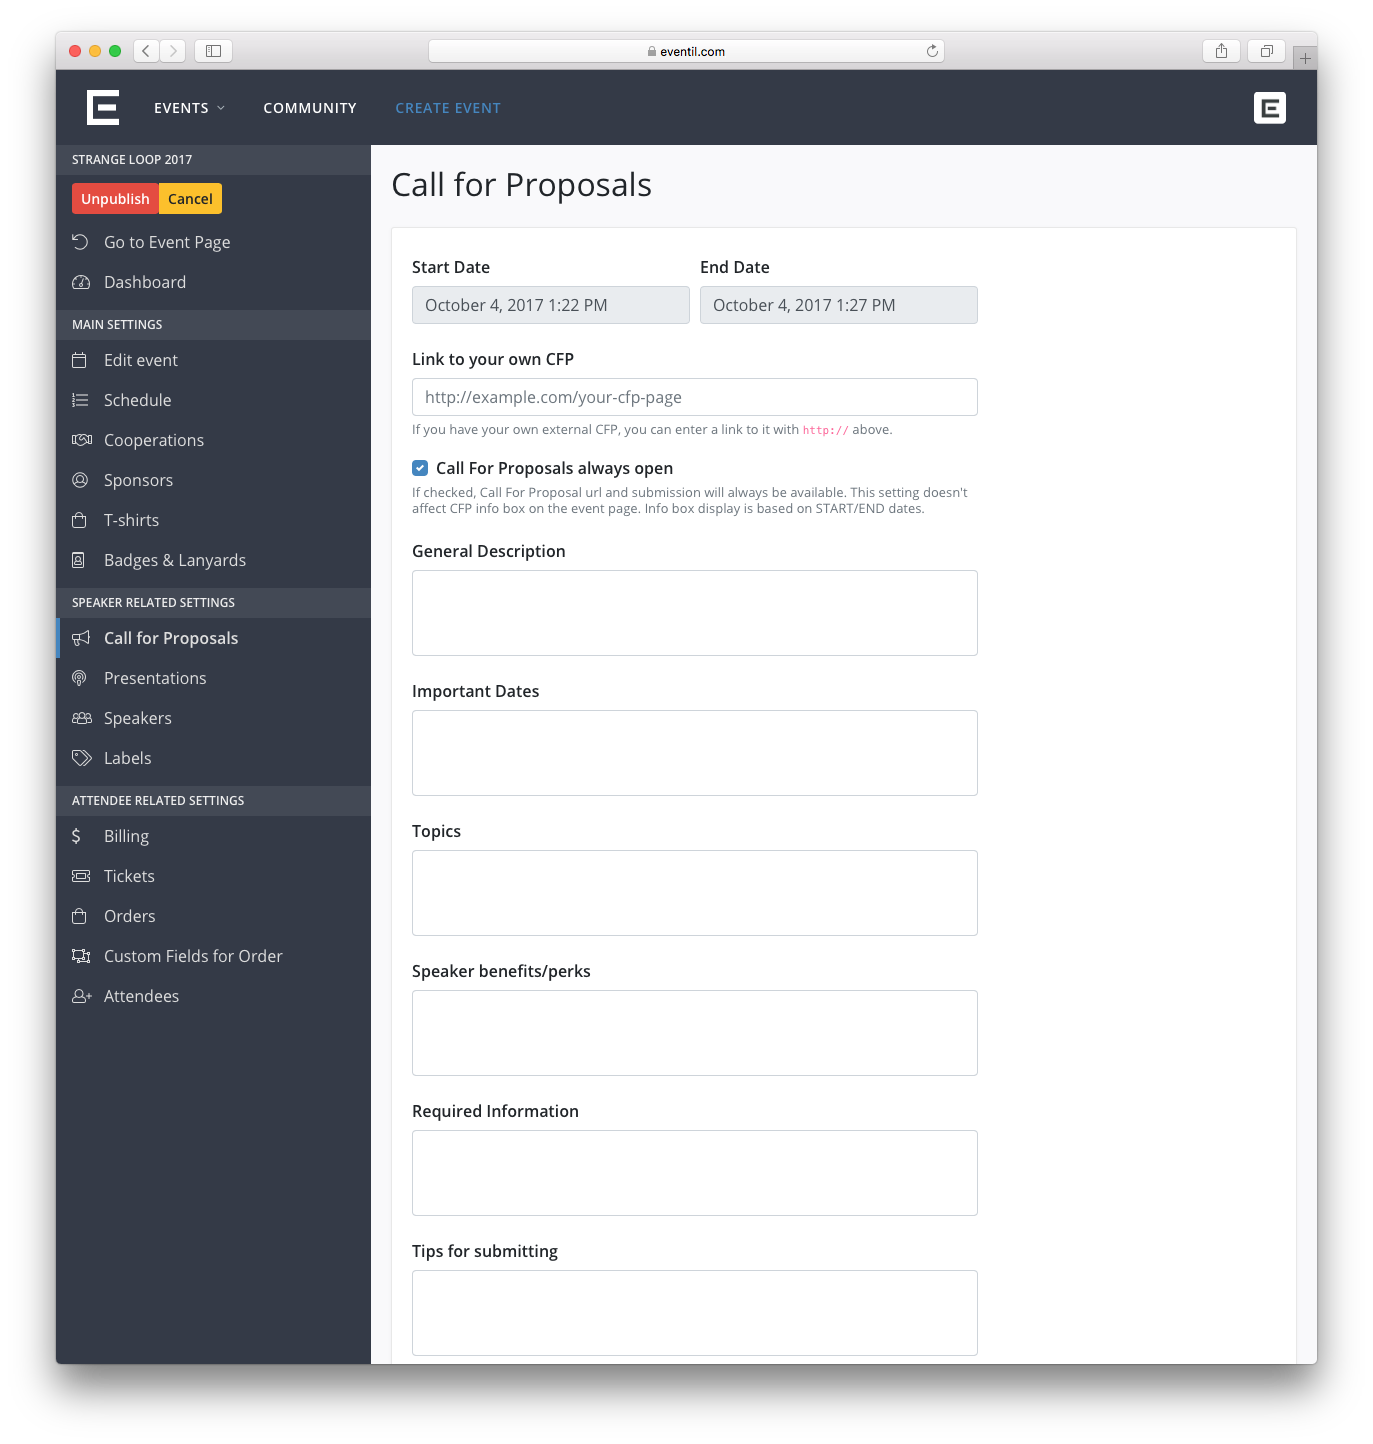 eventil.com
EVENTS
COMMUNITY
CREATE EVENT
STRANGE LOOP 2017
Unpublish
Cancel
Go to Event Page
Dashboard
MAIN SETTINGS
Edit event
Schedule
Cooperations
Sponsors
T-shirts
Badges & Lanyards
SPEAKER RELATED SETTINGS
Call for Proposals
Presentations
Speakers
Labels
ATTENDEE RELATED SETTINGS
Billing
Tickets
Orders
Custom Fields for Order
Attendees
Call for Proposals
Start Date
End Date
October 4, 2017 1:22 PM
October 4, 2017 1:27 PM
Link to your own CFP
http://example.com/your-cfp-page
If you have your own external CFP, you can enter a link to it with http:// above.
Call For Proposals always open
If checked, Call For Proposal url and submission will always be available. This setting doesn't
affect CFP info box on the event page. Info box display is based on START/END dates.
General Description
Important Dates
Topics
Speaker benefits/perks
Required Information
Tips for submitting